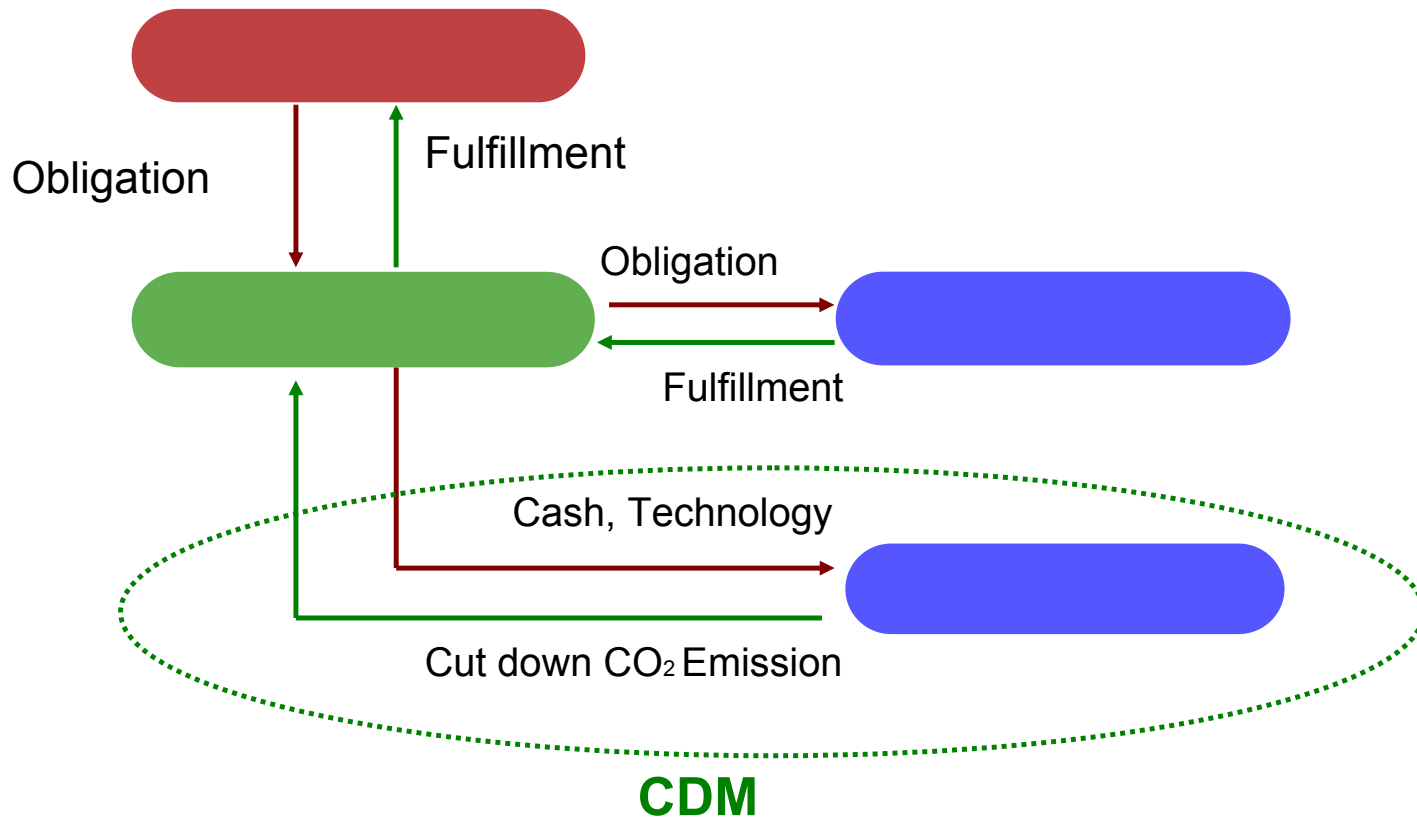 Fulfillment
Obligation
Obligation
Fulfillment
Cash, Technology
Cut down CO₂ Emission
CDM